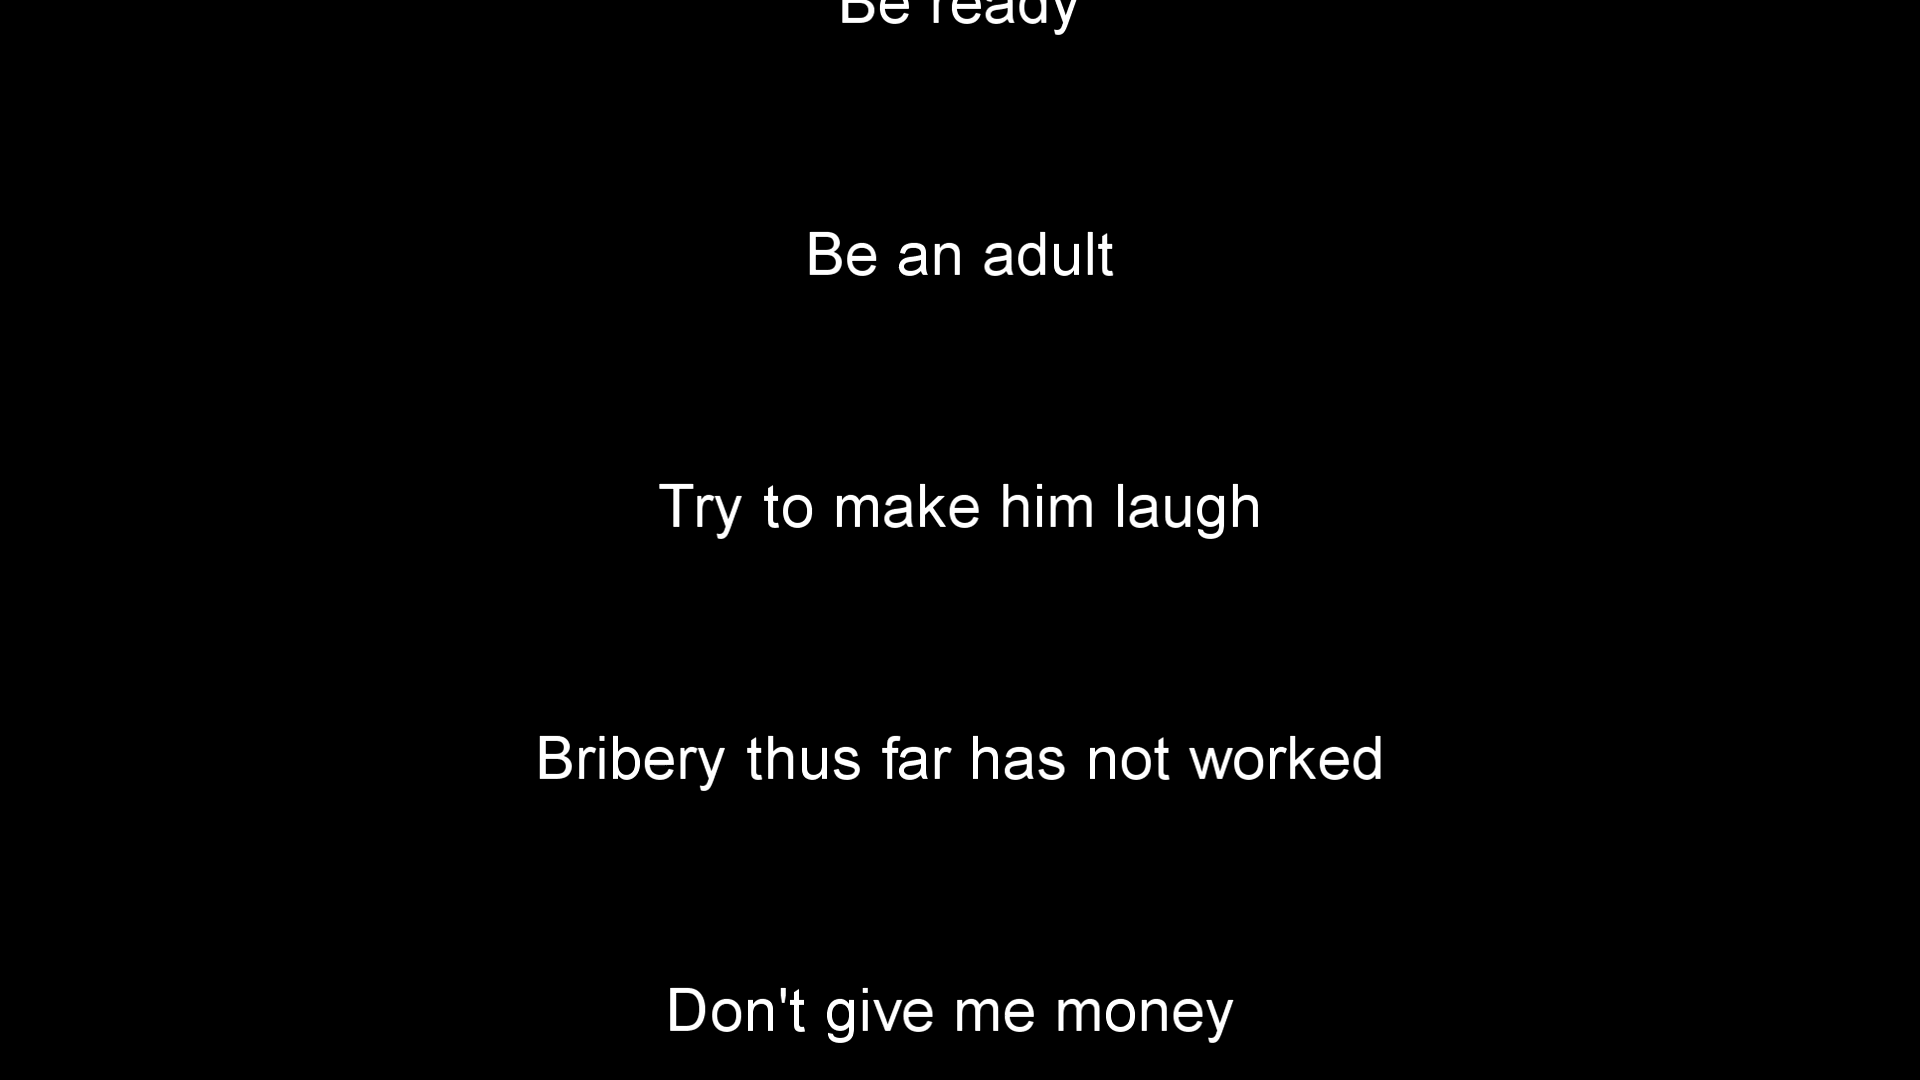 Be ready
Be an adult
Try to make him laugh
Bribery thus far has not worked
Don't give me money